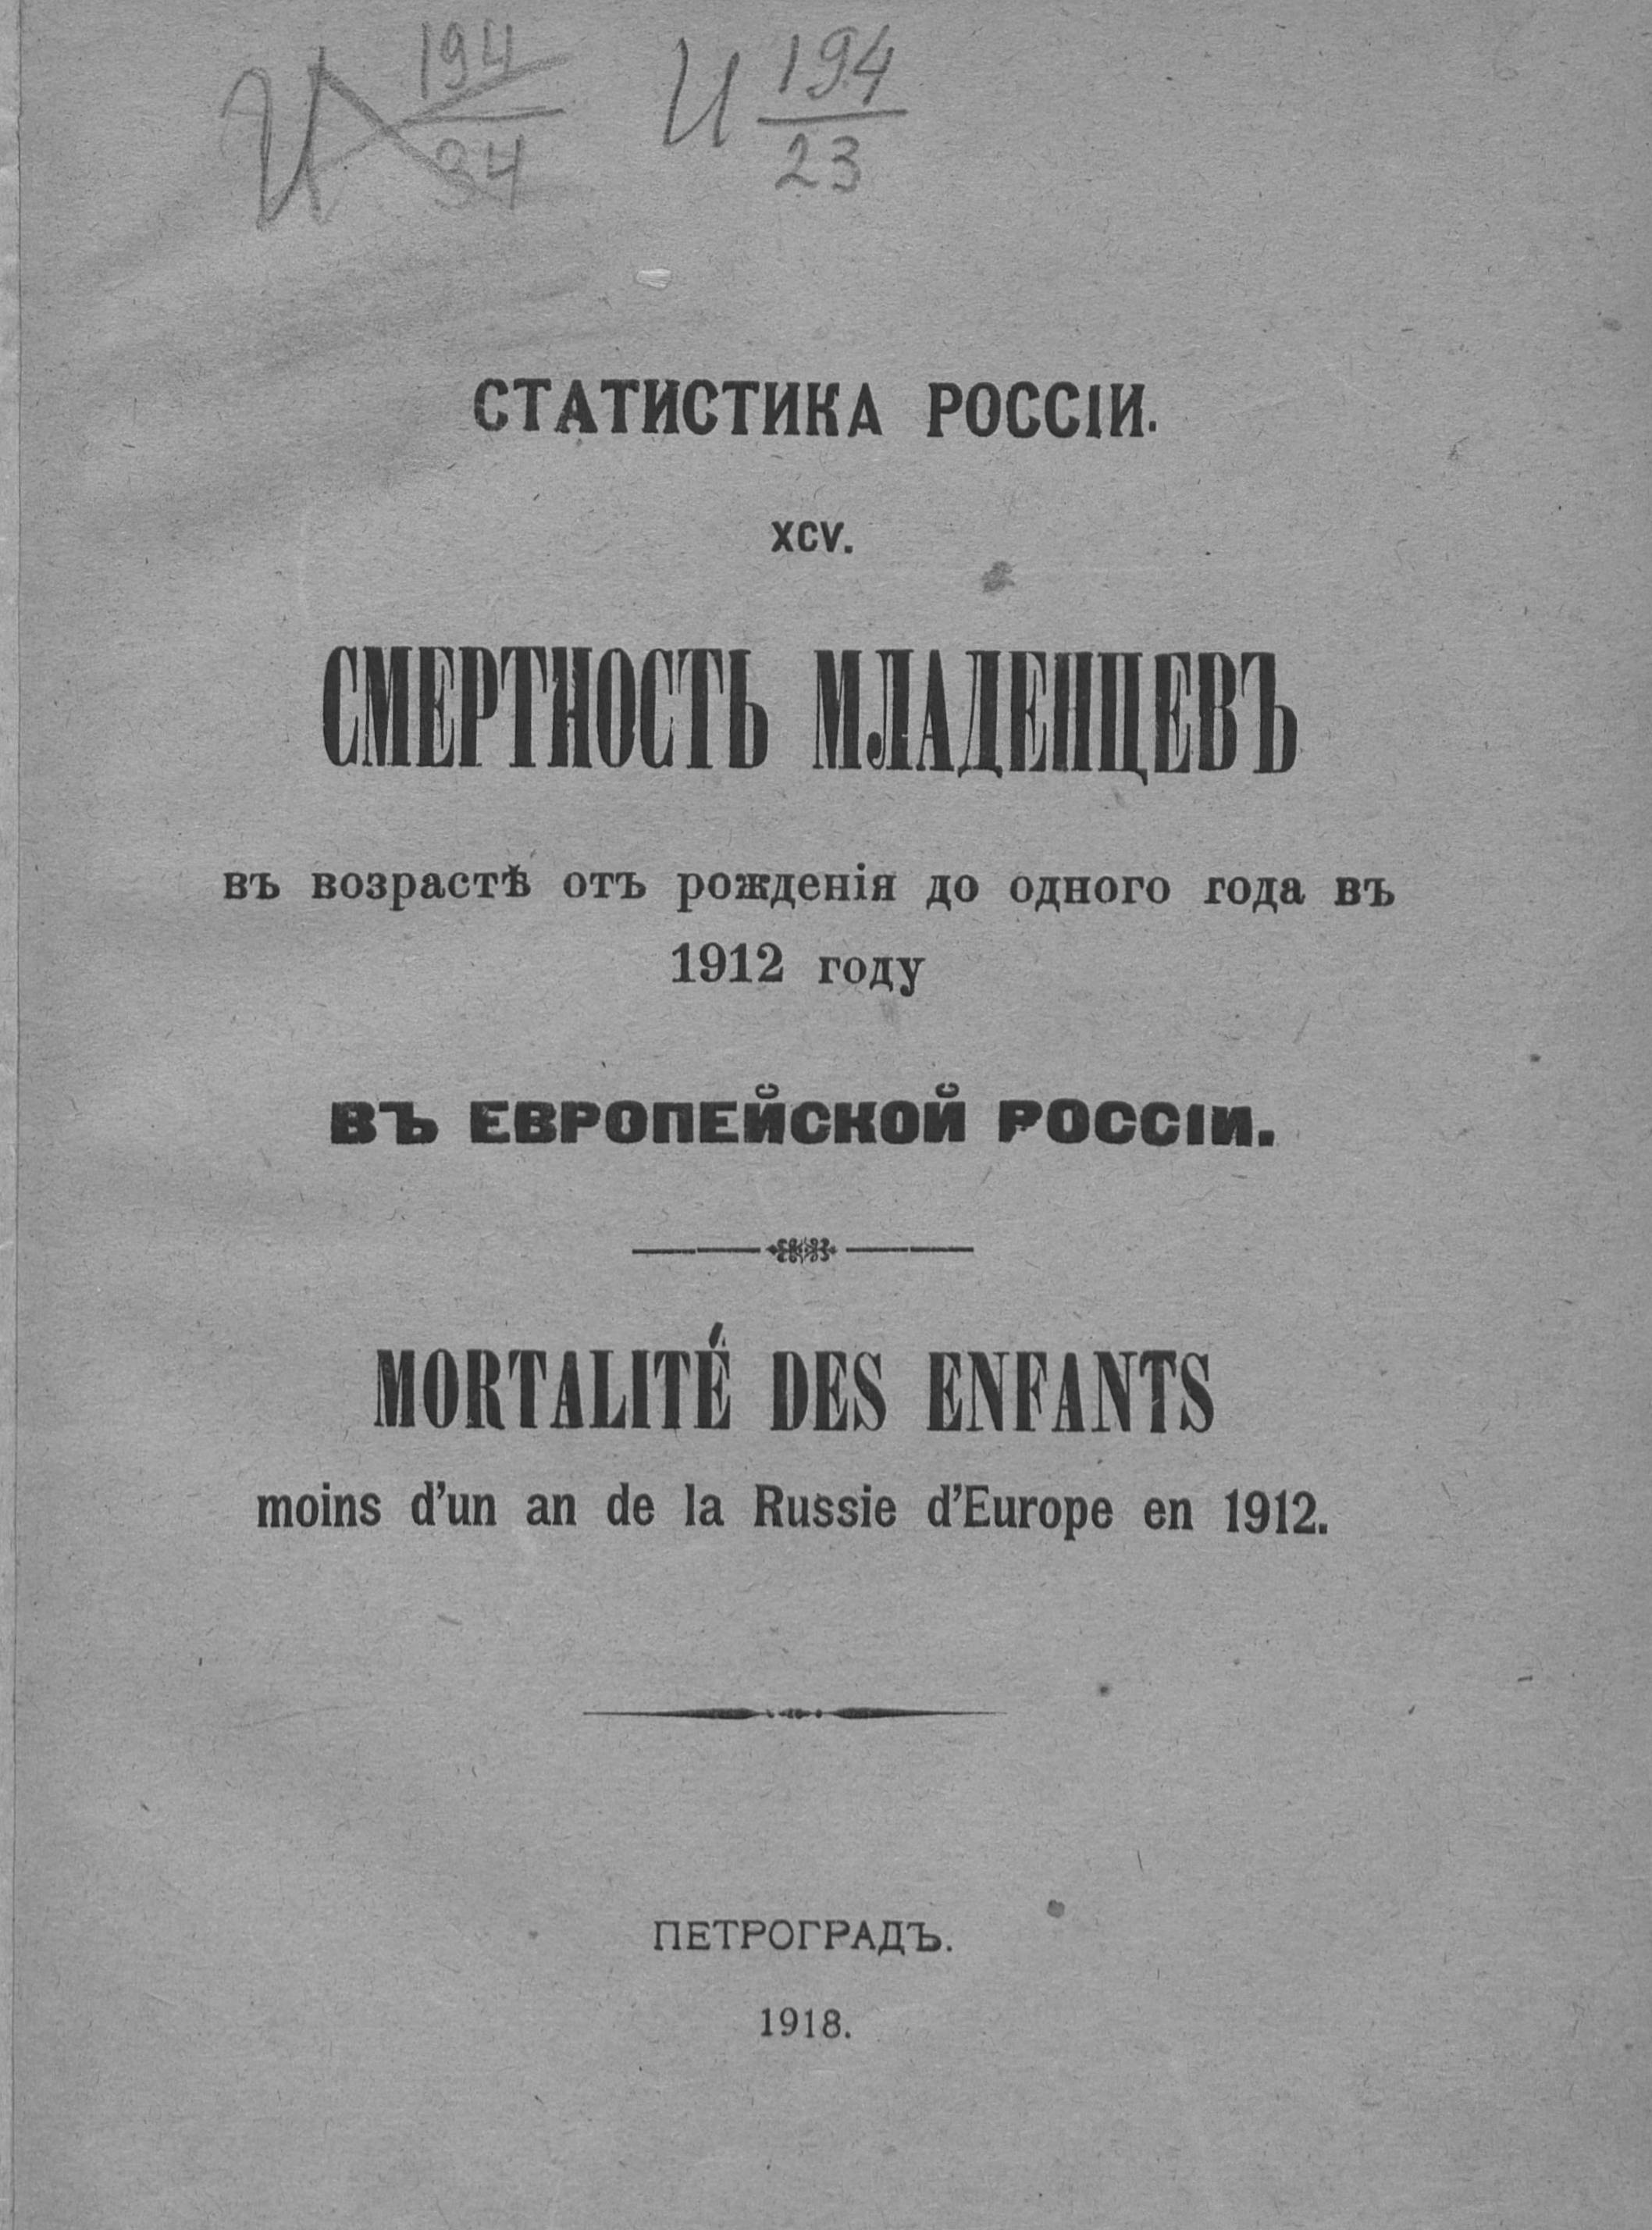 И 194
34
И 194
23
СТАТИСТИКА РОССІИ.
XCV.
СМЕРТНОСТЬ МЛАДЕНЦЕВЪ
въ возрастѣ отъ рожденія до одного года въ
1912 году
ВЪ ЕВРОПЕЙСКОЙ РОССІИ.
MORTALITÉ DES ENFANTS
moins d'un an de la Russie d'Europe en 1912.
ПЕТРОГРАДЪ.
1918.